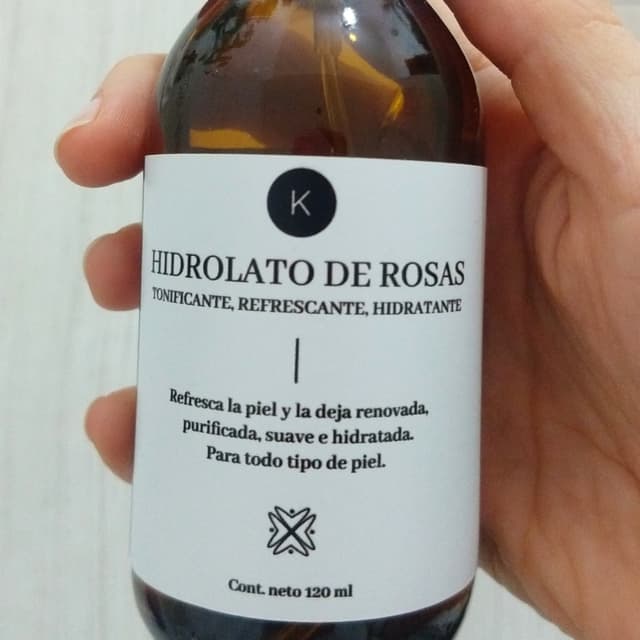 K
HIDROLATO DE ROSAS
TONIFICANTE, REFRESCANTE, HIDRATANTE
Refresca la piel y la deja renovada,
purificada, suave e hidratada.
Para todo tipo de piel.
Cont. neto 120 ml